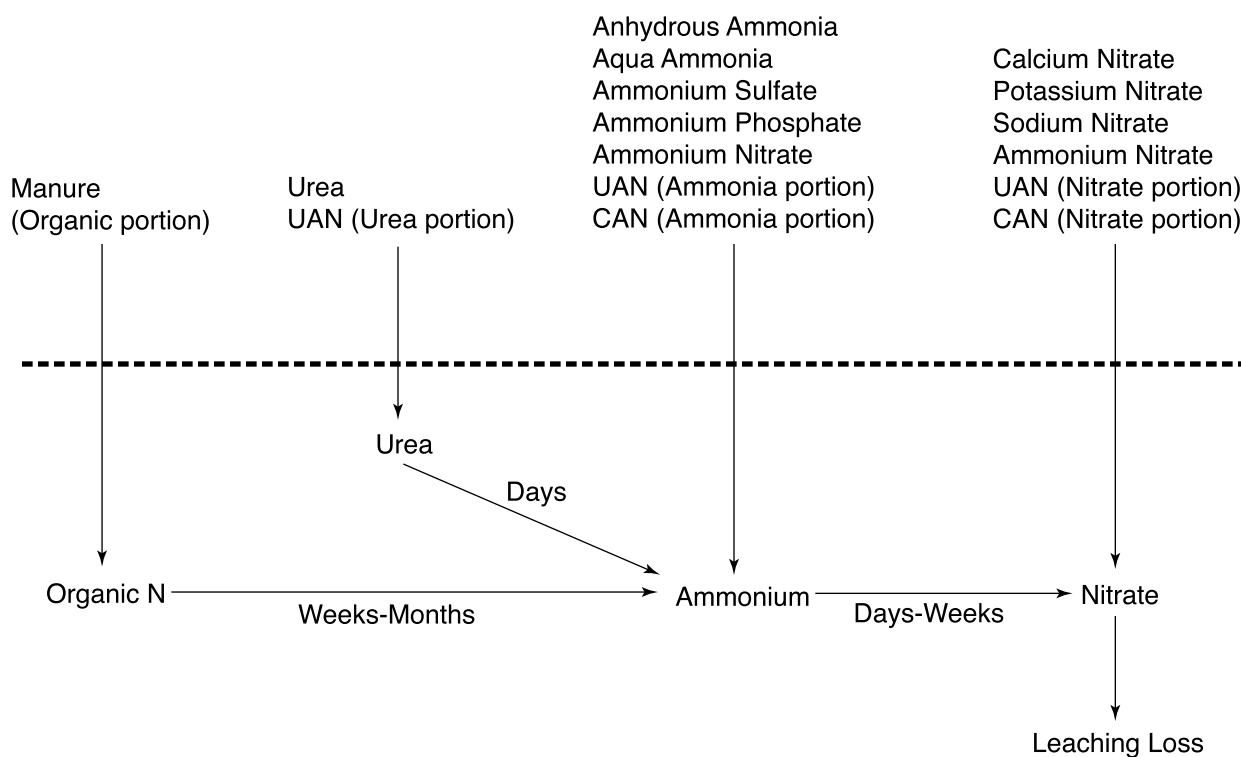 Manure
(Organic portion)
Urea
UAN (Urea portion)
Anhydrous Ammonia
Aqua Ammonia
Ammonium Sulfate
Ammonium Phosphate
Ammonium Nitrate
UAN (Ammonia portion)
CAN (Ammonia portion)
Calcium Nitrate
Potassium Nitrate
Sodium Nitrate
Ammonium Nitrate
UAN (Nitrate portion)
CAN (Nitrate portion)
Urea
Days
Organic N
Weeks-Months
Ammonium
Days-Weeks
Nitrate
Leaching Loss